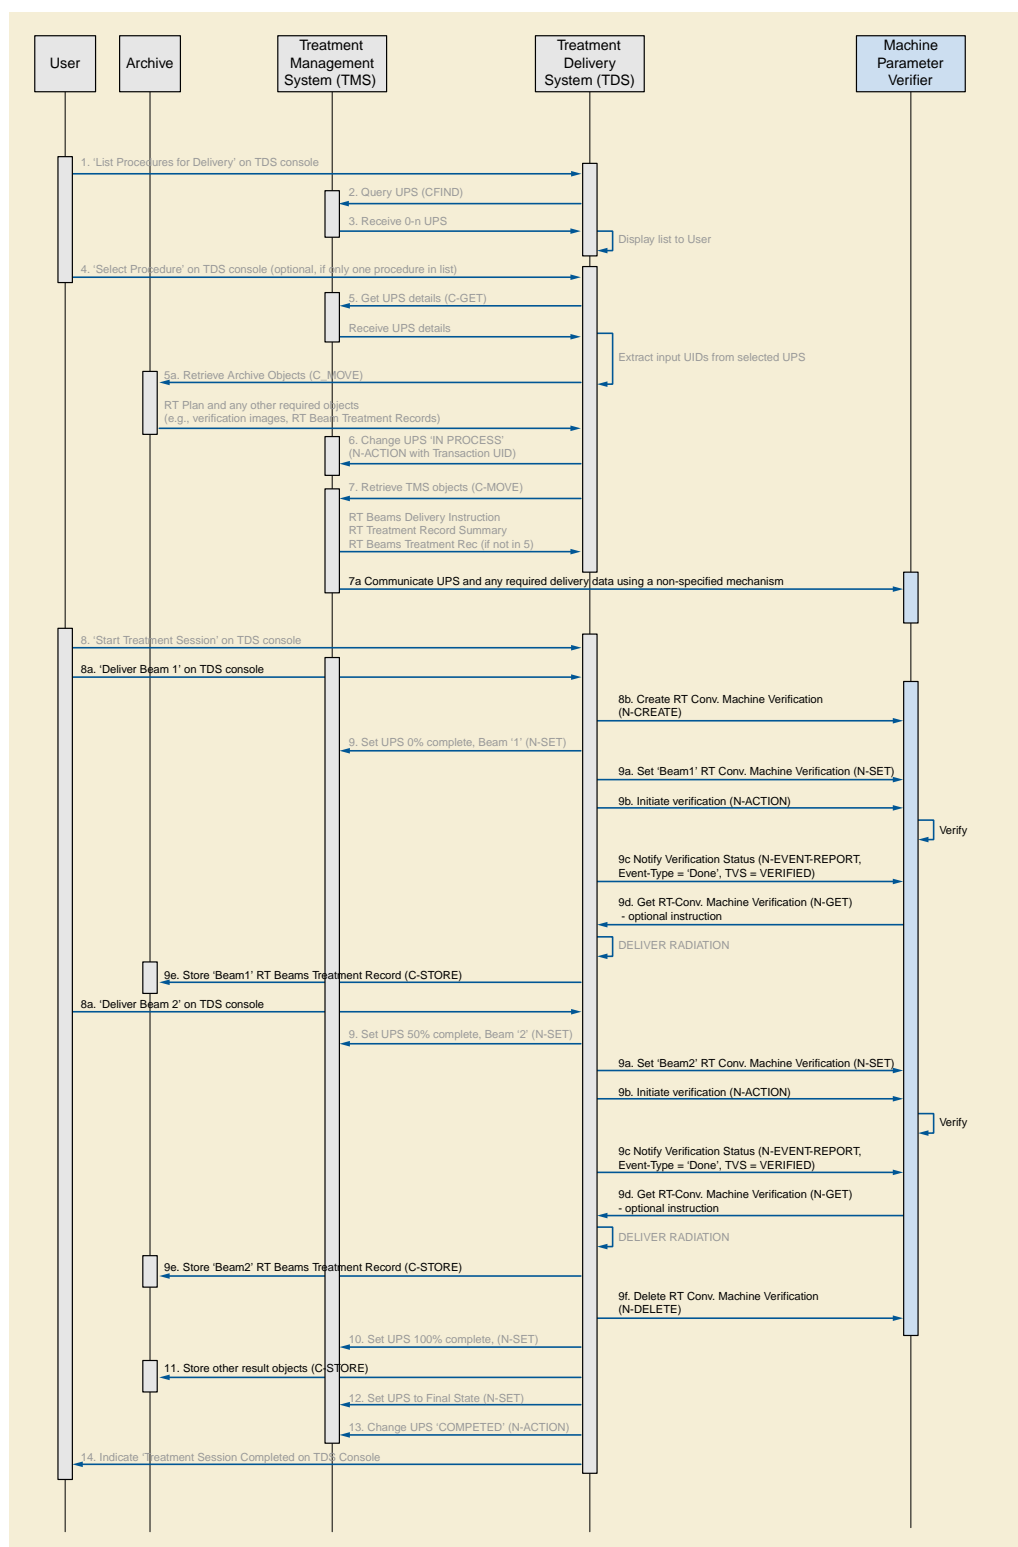 User
Archive
Treatment
Management
System (TMS)
Treatment
Delivery
System (TDS)
Machine
Parameter
Verifier
1. ‘List Procedures for Delivery’ on TDS console
2. Query UPS (CFIND)
3. Receive 0-n UPS
Display list to User
4. ‘Select Procedure’ on TDS console (optional, if only one procedure in list)
5. Get UPS details (C-GET)
Receive UPS details
Extract input UIDs from selected UPS
5a. Retrieve Archive Objects (C_MOVE)
RT Plan and any other required objects
(e.g., verification images, RT Beam Treatment Records)
6. Change UPS ‘IN PROCESS’
(N-ACTION with Transaction UID)
7. Retrieve TMS objects (C-MOVE)
RT Beams Delivery Instruction
RT Treatment Record Summary
RT Beams Treatment Rec (if not in 5)
7a Communicate UPS and any required delivery data using a non-specified mechanism
8. ‘Start Treatment Session’ on TDS console
8a. ‘Deliver Beam 1’ on TDS console
8b. Create RT Conv. Machine Verification
(N-CREATE)
9. Set UPS 0% complete, Beam ‘1’ (N-SET)
9a. Set ‘Beam1’ RT Conv. Machine Verification (N-SET)
9b. Initiate verification (N-ACTION)
Verify
9c Notify Verification Status (N-EVENT-REPORT,
Event-Type = ‘Done’, TVS = VERIFIED)
9d. Get RT-Conv. Machine Verification (N-GET)
- optional instruction
DELIVER RADIATION
9e. Store ‘Beam1’ RT Beams Treatment Record (C-STORE)
8a. ‘Deliver Beam 2’ on TDS console
9. Set UPS 50% complete, Beam ‘2’ (N-SET)
9a. Set ‘Beam2’ RT Conv. Machine Verification (N-SET)
9b. Initiate verification (N-ACTION)
Verify
9c Notify Verification Status (N-EVENT-REPORT,
Event-Type = ‘Done’, TVS = VERIFIED)
9d. Get RT-Conv. Machine Verification (N-GET)
- optional instruction
DELIVER RADIATION
9e. Store ‘Beam2’ RT Beams Treatment Record (C-STORE)
9f. Delete RT Conv. Machine Verification
(N-DELETE)
10. Set UPS 100% complete, (N-SET)
11. Store other result objects (C-STORE)
12. Set UPS to Final State (N-SET)
13. Change UPS ‘COMPETED’ (N-ACTION)
14. Indicate ‘Treatment Session Completed on TDS Console